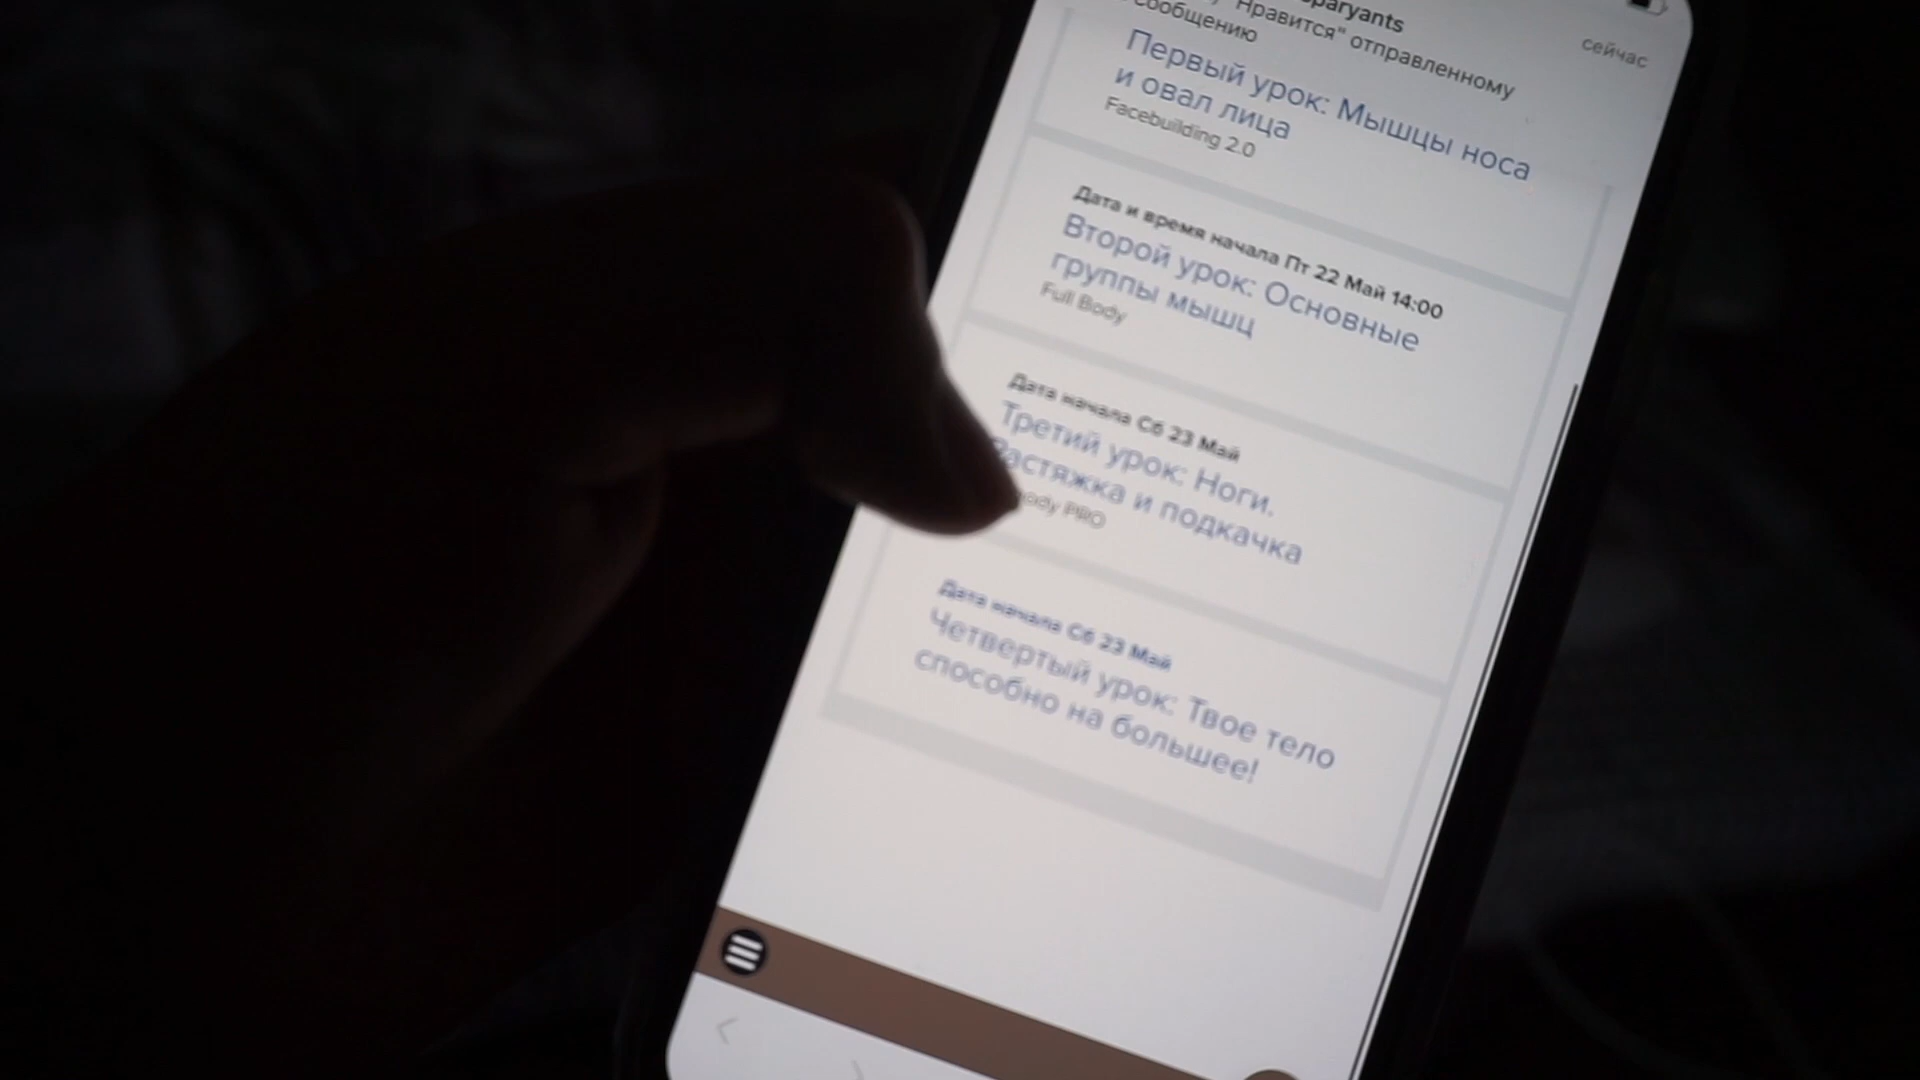 сейчас
"Нравится" отправленному
сообщению
Первый урок: Мышцы носа
и овал лица
Facebuilding 2.0
Дата и время начала Пт 22 Май 14:00
Второй урок: Основные
группы мышц
Full Body
Дата начала Сб 23 Май
Третий урок: Ноги.
Растяжка и подкачка
PRO
Дата начала Сб 23 Май
Четвертый урок: Твое тело
способно на большее!